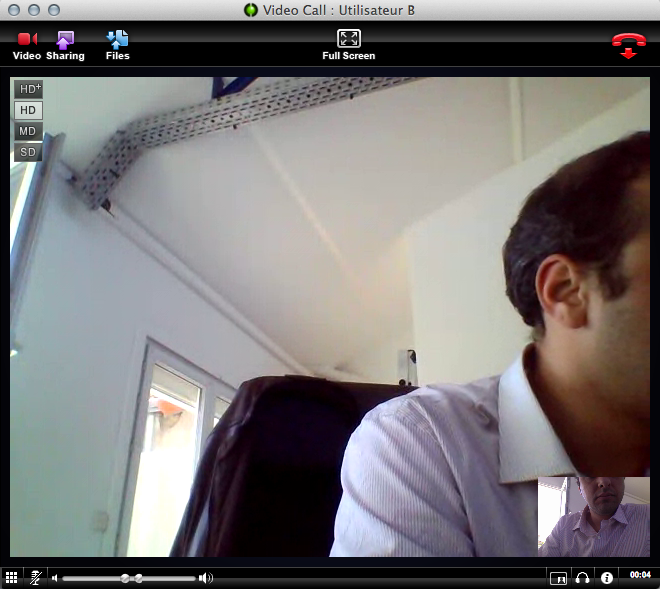 Video Call : Utilisateur B
Video Sharing Files Full Screen
HD+
HD
MD
SD
00:04